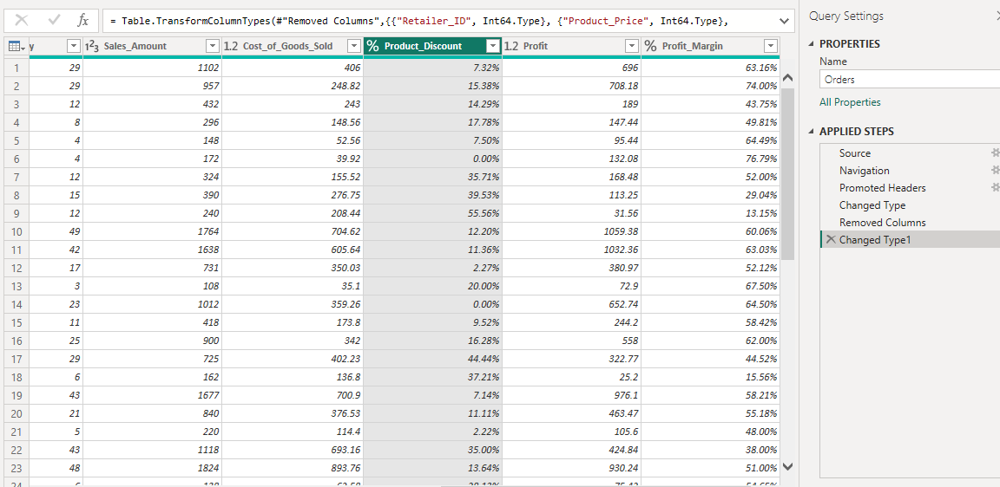 fx = Table.TransformColumnTypes(#"Removed Columns",{{"Retailer_ID", Int64.Type}, {"Product_Price", Int64.Type},
y 1²3 Sales_Amount 1.2 Cost_of_Goods_Sold % Product_Discount 1.2 Profit % Profit_Margin
1 29 1102 406 7.32% 696 63.16%
2 29 957 248.82 15.38% 708.18 74.00%
3 12 432 243 14.29% 189 43.75%
4 8 296 148.56 17.78% 147.44 49.81%
5 4 148 52.56 7.50% 95.44 64.49%
6 4 172 39.92 0.00% 132.08 76.79%
7 12 324 155.52 35.71% 168.48 52.00%
8 15 390 276.75 39.53% 113.25 29.04%
9 12 240 208.44 55.56% 31.56 13.15%
10 49 1764 704.62 12.20% 1059.38 60.06%
11 42 1638 605.64 11.36% 1032.36 63.03%
12 17 731 350.03 2.27% 380.97 52.12%
13 3 108 35.1 20.00% 72.9 67.50%
14 23 1012 359.26 0.00% 652.74 64.50%
15 11 418 173.8 9.52% 244.2 58.42%
16 25 900 342 16.28% 558 62.00%
17 29 725 402.23 44.44% 322.77 44.52%
18 6 162 136.8 37.21% 25.2 15.56%
19 43 1677 700.9 7.14% 976.1 58.21%
20 21 840 376.53 11.11% 463.47 55.18%
21 5 220 114.4 2.22% 105.6 48.00%
22 43 1118 693.16 35.00% 424.84 38.00%
23 48 1824 893.76 13.64% 930.24 51.00%
24
Query Settings
PROPERTIES
Name
Orders
All Properties
APPLIED STEPS
Source
Navigation
Promoted Headers
Changed Type
Removed Columns
Changed Type1